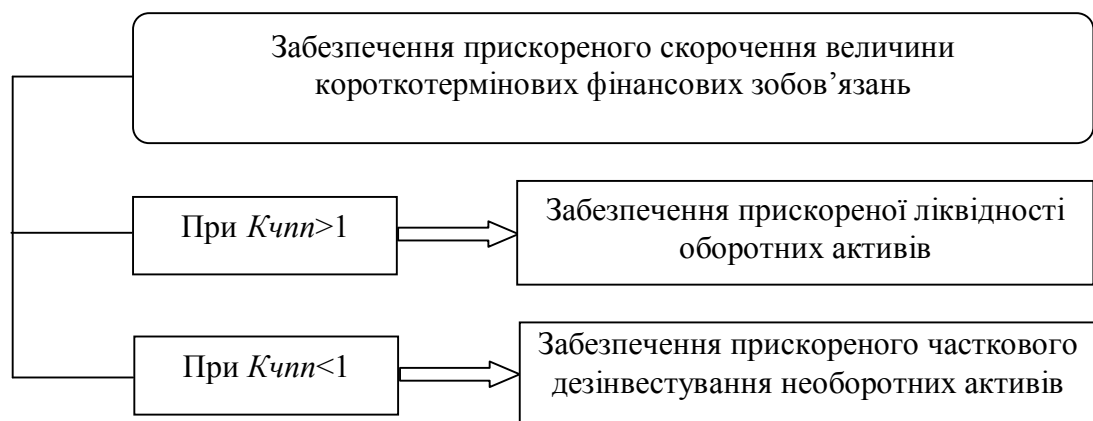 Забезпечення прискореного скорочення величини
короткотермінових фінансових зобов’язань
При Кчпп>1
Забезпечення прискореної ліквідності
оборотних активів
При Кчпп<1
Забезпечення прискореного часткового
дезінвестування необоротних активів